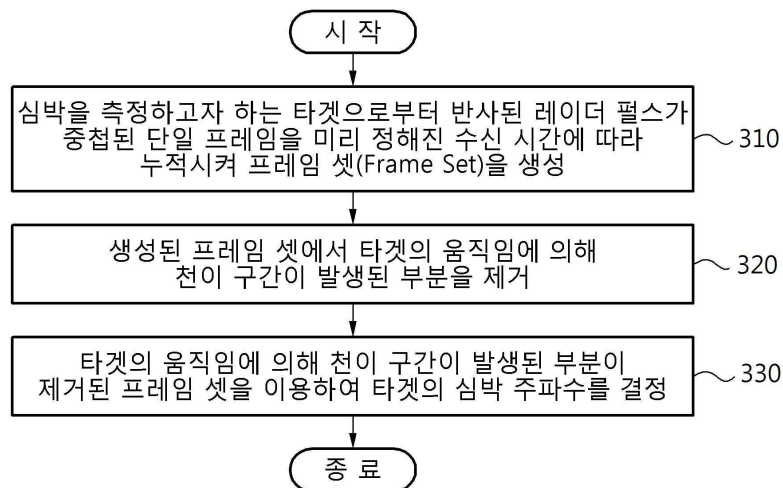 시 작
심박을 측정하고자 하는 타겟으로부터 반사된 레이더 펄스가
중첩된 단일 프레임을 미리 정해진 수신 시간에 따라
누적시켜 프레임 셋(Frame Set)을 생성
310
생성된 프레임 셋에서 타겟의 움직임에 의해
천이 구간이 발생된 부분을 제거
320
타겟의 움직임에 의해 천이 구간이 발생된 부분이
제거된 프레임 셋을 이용하여 타겟의 심박 주파수를 결정
330
종 료